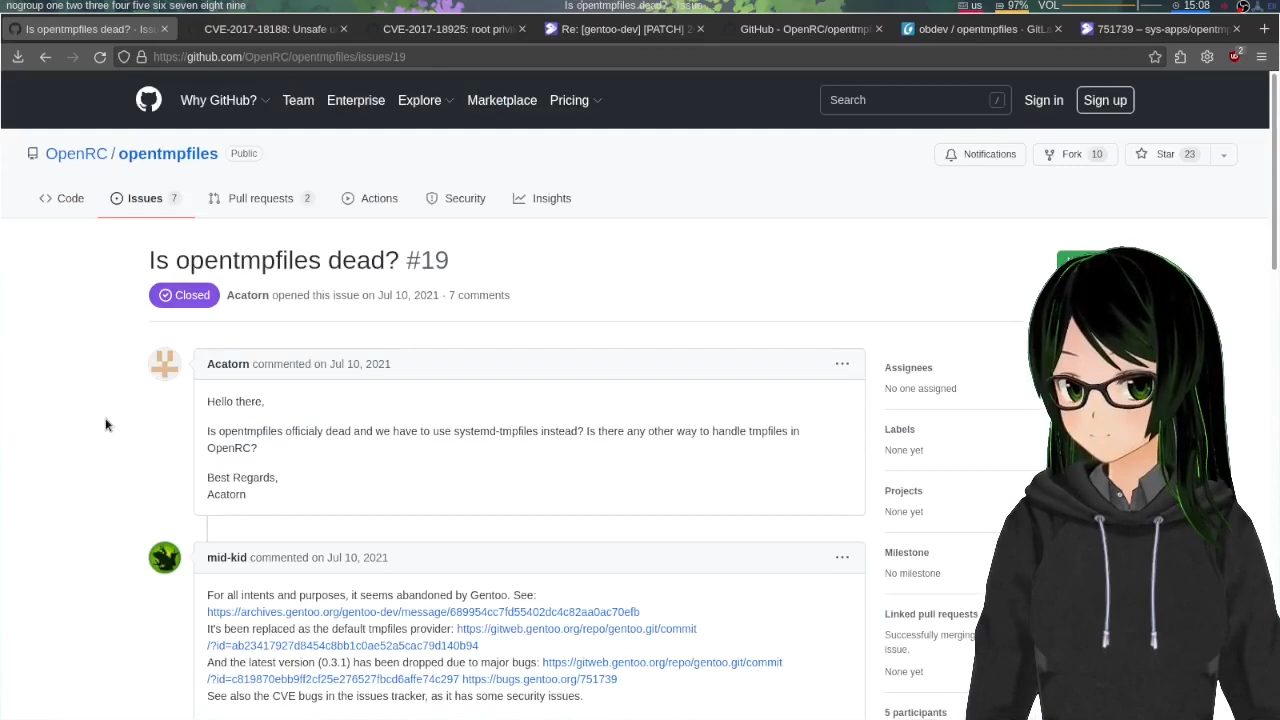 nogroup one two three four five six seven eight nine
Is opentmpfiles dead? · Issu
us
97%
VOL
15:08
Is opentmpfiles dead? · Issu
CVE-2017-18188: Unsafe u
CVE-2017-18925: root privi
Re: [gentoo-dev] [PATCH] 2
GitHub - OpenRC/opentmpf
obdev / opentmpfiles · GitLa
751739 – sys-apps/opentmp
https://github.com/OpenRC/opentmpfiles/issues/19
2
Why GitHub?
Team
Enterprise
Explore
Marketplace
Pricing
Search
/
Sign in
Sign up
OpenRC / opentmpfiles
Public
Notifications
Fork 10
Star 23
Code
Issues 7
Pull requests 2
Actions
Security
Insights
Is opentmpfiles dead? #19
Closed
Acatorn opened this issue on Jul 10, 2021 · 7 comments
Acatorn commented on Jul 10, 2021
Hello there,
Is opentmpfiles officialy dead and we have to use systemd-tmpfiles instead? Is there any other way to handle tmpfiles in
OpenRC?
Best Regards,
Acatorn
mid-kid commented on Jul 10, 2021
For all intents and purposes, it seems abandoned by Gentoo. See:
https://archives.gentoo.org/gentoo-dev/message/689954cc7fd55402dc4c82aa0ac70efb
It's been replaced as the default tmpfiles provider: https://gitweb.gentoo.org/repo/gentoo.git/commit
/?id=ab23417927d8454c8bb1c0ae52a5cac79d140b94
And the latest version (0.3.1) has been dropped due to major bugs: https://gitweb.gentoo.org/repo/gentoo.git/commit
/?id=c819870ebb9ff2cf25e276527fbcd6affe74c297 https://bugs.gentoo.org/751739
See also the CVE bugs in the issues tracker, as it has some security issues.
Assignees
No one assigned
Labels
None yet
Projects
None yet
Milestone
No milestone
Linked pull requests
Successfully merging
issue.
None yet
5 participants